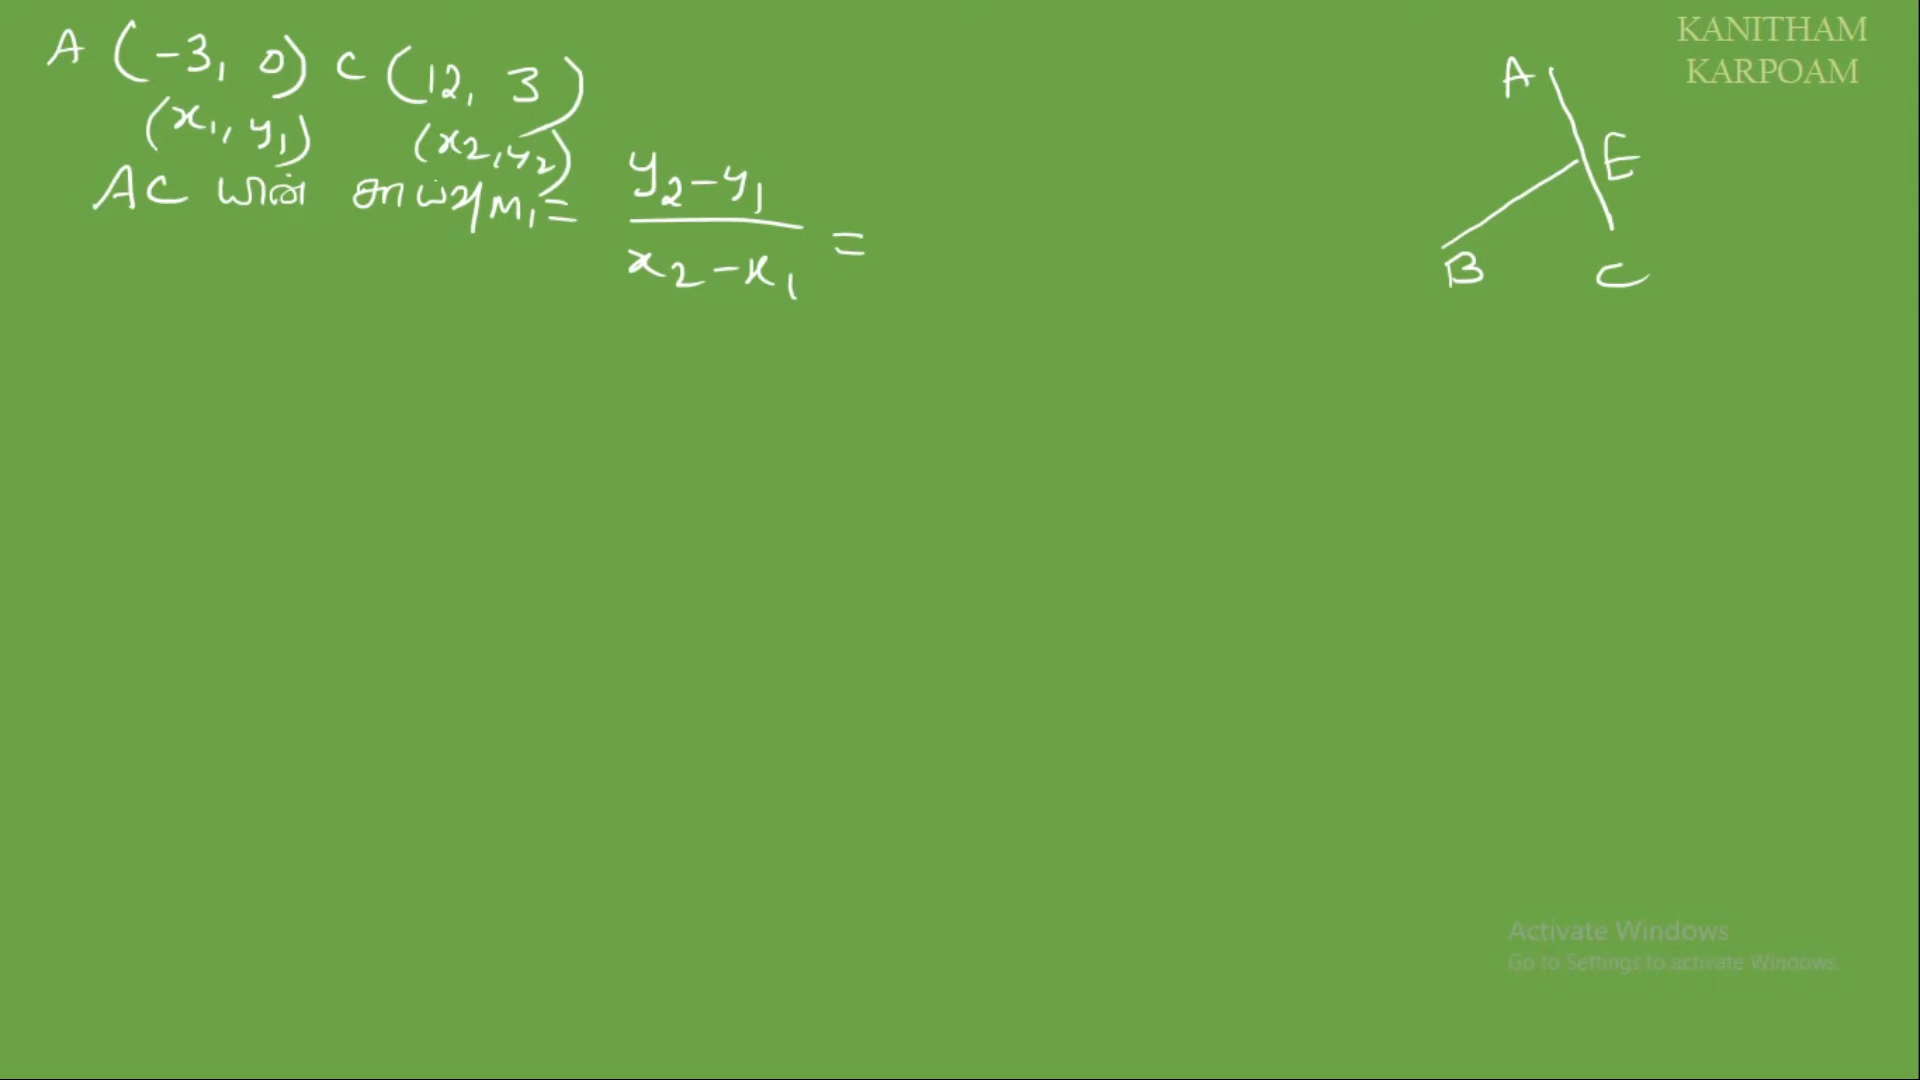 A (-3, 0) C (12, 3)
(x₁, y₁) (x₂, y₂)
AC யின் சாய்வு M₁ = y₂-y₁ / x₂-x₁ =
A
E
B C
KANITHAM
KARPOAM
Activate Windows
Go to Settings to activate Windows.